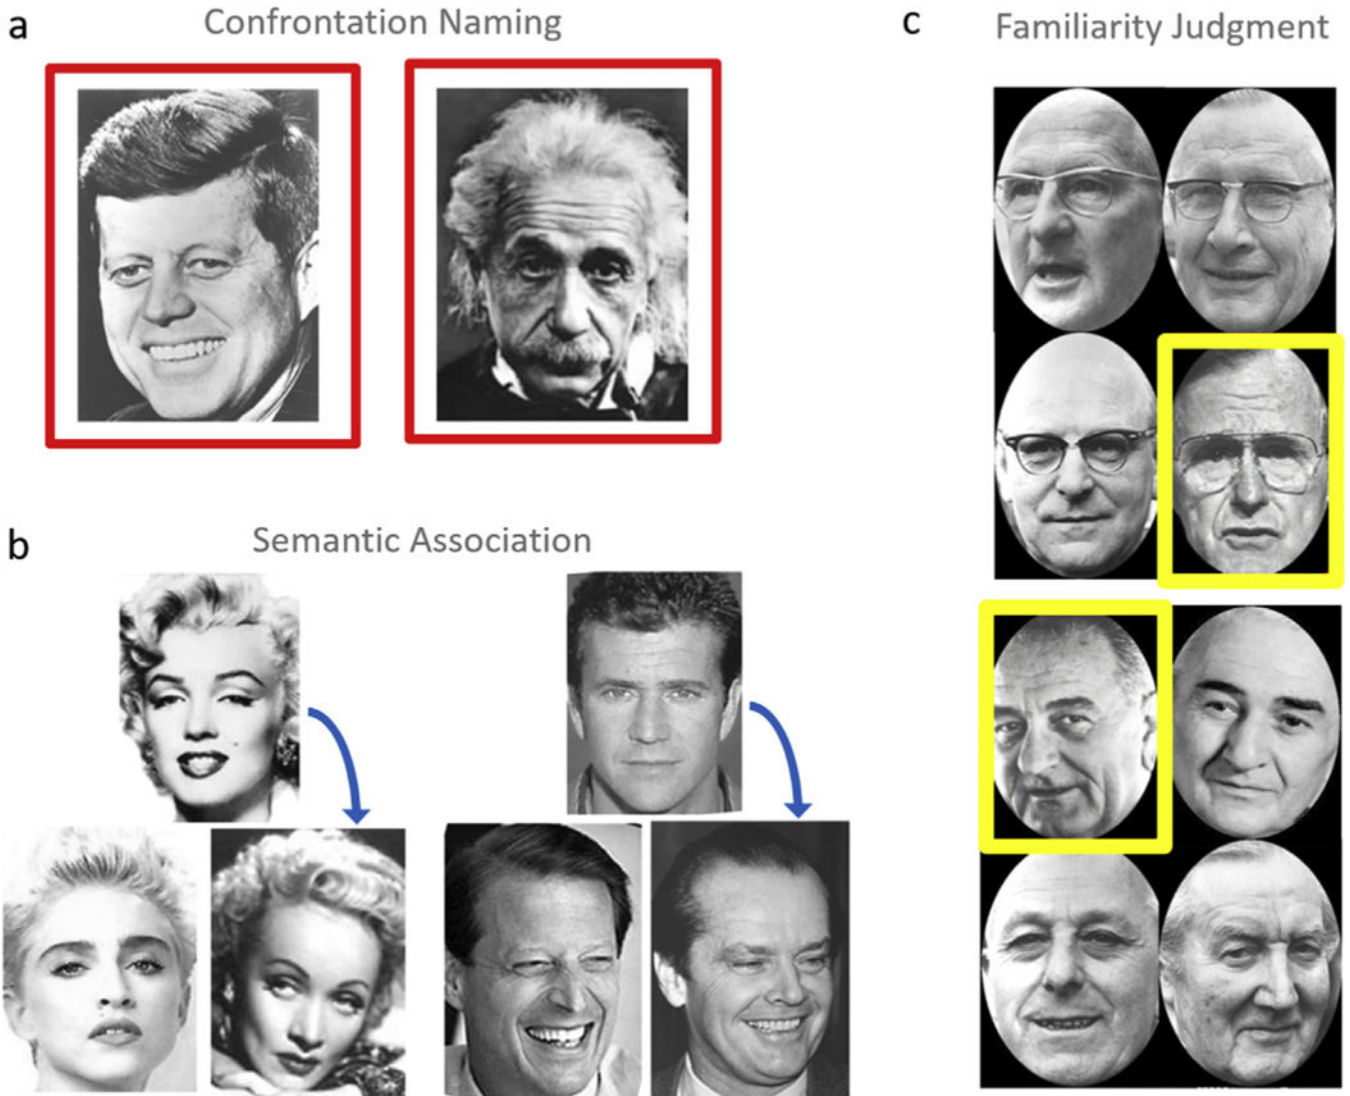 a
Confrontation Naming
c
Familiarity Judgment
b
Semantic Association